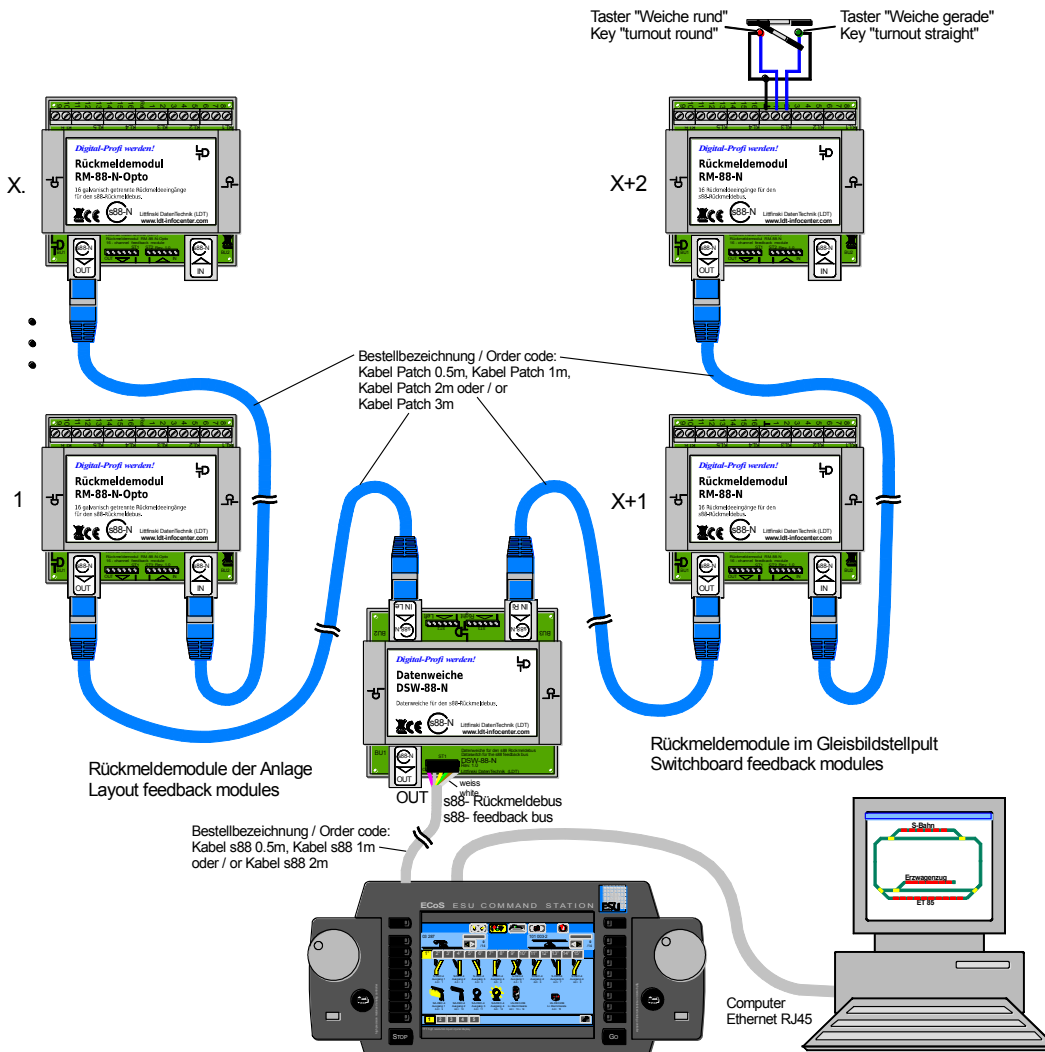 Taster "Weiche rund"
Key "turnout round"
Taster "Weiche gerade"
Key "turnout straight"
X.
Digital-Profi werden!
Rückmeldemodul
RM-88-N-Opto
16 galvanisch getrennte Rückmeldeeingänge
für den s88-Rückmeldebus.
s88-N
Littfinski DatenTechnik (LDT)
www.ldt-infocenter.com
OUT
IN
X+2
Digital-Profi werden!
Rückmeldemodul
RM-88-N
16 Rückmeldeeingänge für den
s88-Rückmeldebus.
s88-N
Littfinski DatenTechnik (LDT)
www.ldt-infocenter.com
OUT
IN
Bestellbezeichnung / Order code:
Kabel Patch 0.5m, Kabel Patch 1m,
Kabel Patch 2m oder / or
Kabel Patch 3m
1
Digital-Profi werden!
Rückmeldemodul
RM-88-N-Opto
16 galvanisch getrennte Rückmeldeeingänge
für den s88-Rückmeldebus.
s88-N
Littfinski DatenTechnik (LDT)
www.ldt-infocenter.com
OUT
IN
X+1
Digital-Profi werden!
Rückmeldemodul
RM-88-N
16 Rückmeldeeingänge für den
s88-Rückmeldebus.
s88-N
Littfinski DatenTechnik (LDT)
www.ldt-infocenter.com
OUT
IN
IN Le
IN Ri
BU2
BU3
Digital-Profi werden!
Datenweiche
DSW-88-N
Datenweiche für den s88-Rückmeldebus.
s88-N
Littfinski DatenTechnik (LDT)
www.ldt-infocenter.com
BU1
ST1
DSW-88-N
OUT
weiss
white
OUT
s88- Rückmeldebus
s88- feedback bus
Rückmeldemodule der Anlage
Layout feedback modules
Rückmeldemodule im Gleisbildstellpult
Switchboard feedback modules
Bestellbezeichnung / Order code:
Kabel s88 0.5m, Kabel s88 1m
oder / or Kabel s88 2m
ECoS ESU COMMAND STATION
esu
STOP
GO
S-Bahn
Erzwagenzug
ET 85
Computer
Ethernet RJ45